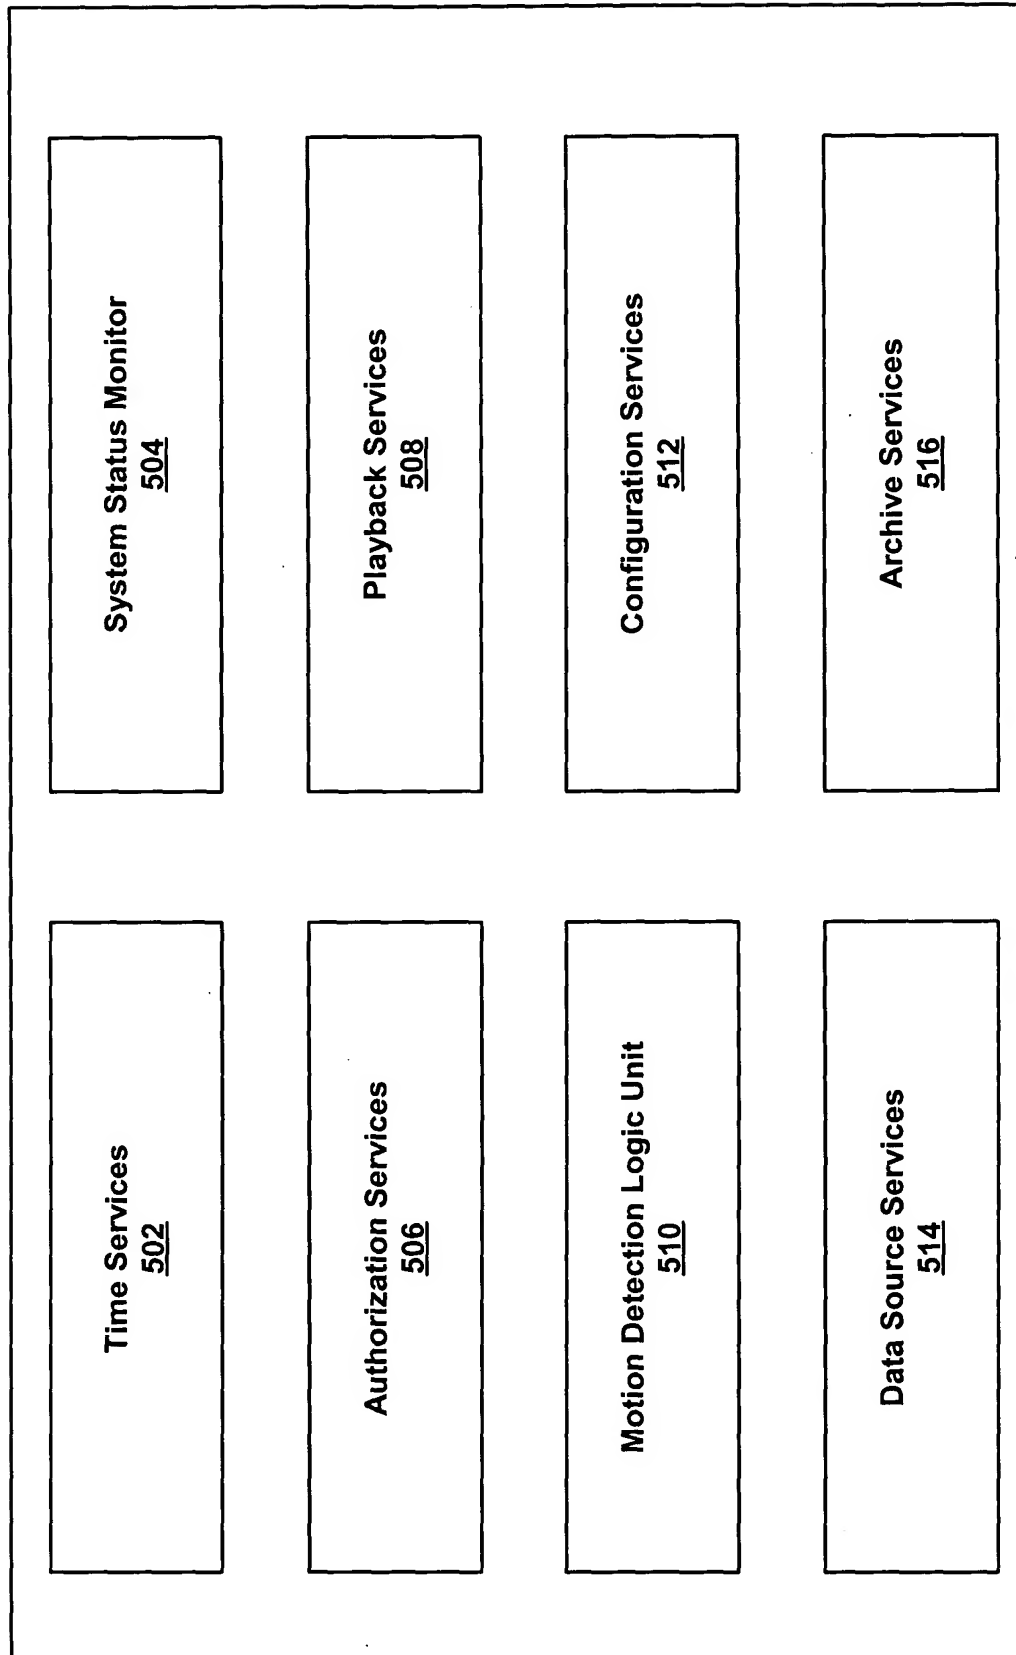 Time Services
502
System Status Monitor
504
Authorization Services
506
Playback Services
508
Motion Detection Logic Unit
510
Configuration Services
512
Data Source Services
514
Archive Services
516